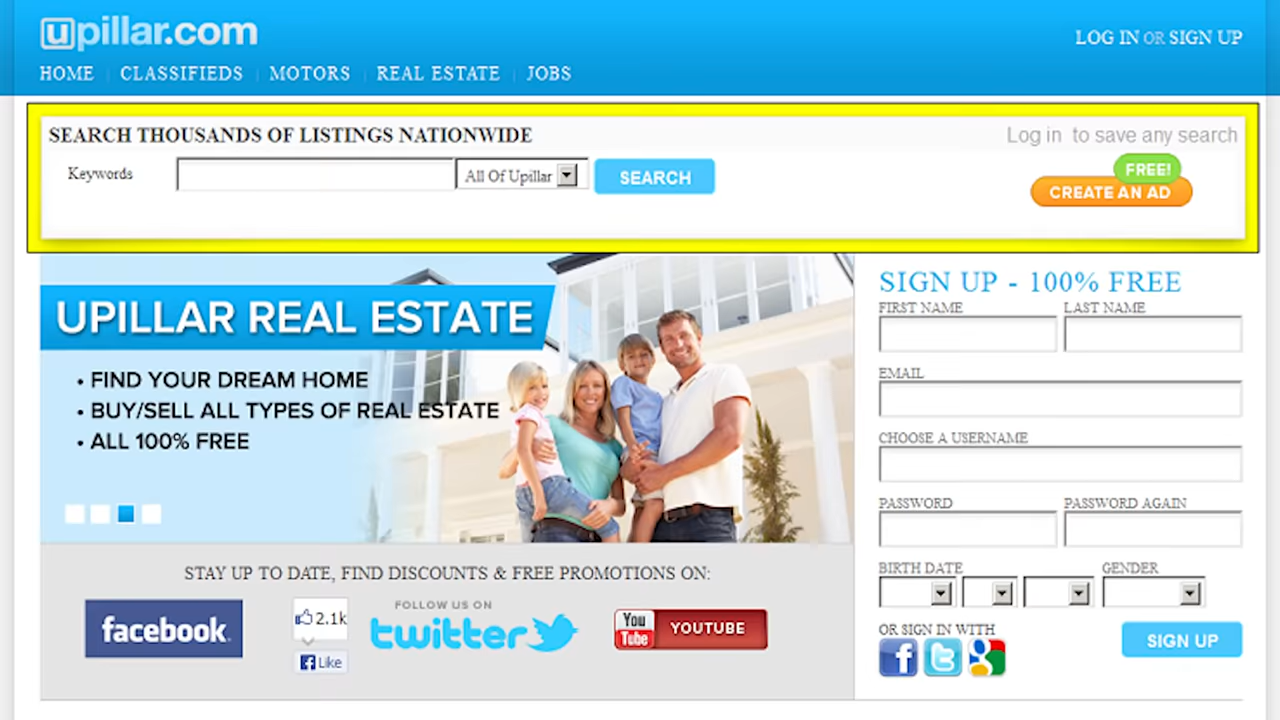 upillar.com
LOG IN OR SIGN UP
HOME CLASSIFIEDS MOTORS REAL ESTATE JOBS
SEARCH THOUSANDS OF LISTINGS NATIONWIDE
Log in to save any search
Keywords
All Of Upillar
SEARCH
FREE!
CREATE AN AD
UPILLAR REAL ESTATE
• FIND YOUR DREAM HOME
• BUY/SELL ALL TYPES OF REAL ESTATE
• ALL 100% FREE
SIGN UP - 100% FREE
FIRST NAME LAST NAME
EMAIL
CHOOSE A USERNAME
PASSWORD PASSWORD AGAIN
BIRTH DATE GENDER
OR SIGN IN WITH
SIGN UP
STAY UP TO DATE, FIND DISCOUNTS & FREE PROMOTIONS ON:
facebook
2.1k
Like
FOLLOW US ON
twitter
You Tube YOUTUBE